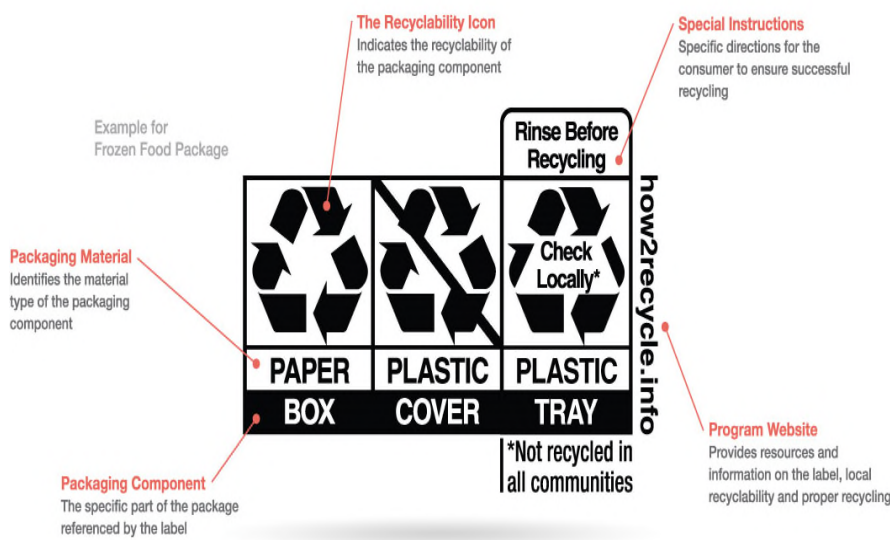 The Recyclability Icon
Indicates the recyclability of
the packaging component
Special Instructions
Specific directions for the
consumer to ensure successful
recycling
Example for
Frozen Food Package
Rinse Before
Recycling
Check
Locally*
Packaging Material
Identifies the material
type of the packaging
component
PAPER
PLASTIC
PLASTIC
BOX
COVER
TRAY
how2recycle.info
*Not recycled in
all communities
Program Website
Provides resources and
information on the label, local
recyclability and proper recycling
Packaging Component
The specific part of the package
referenced by the label